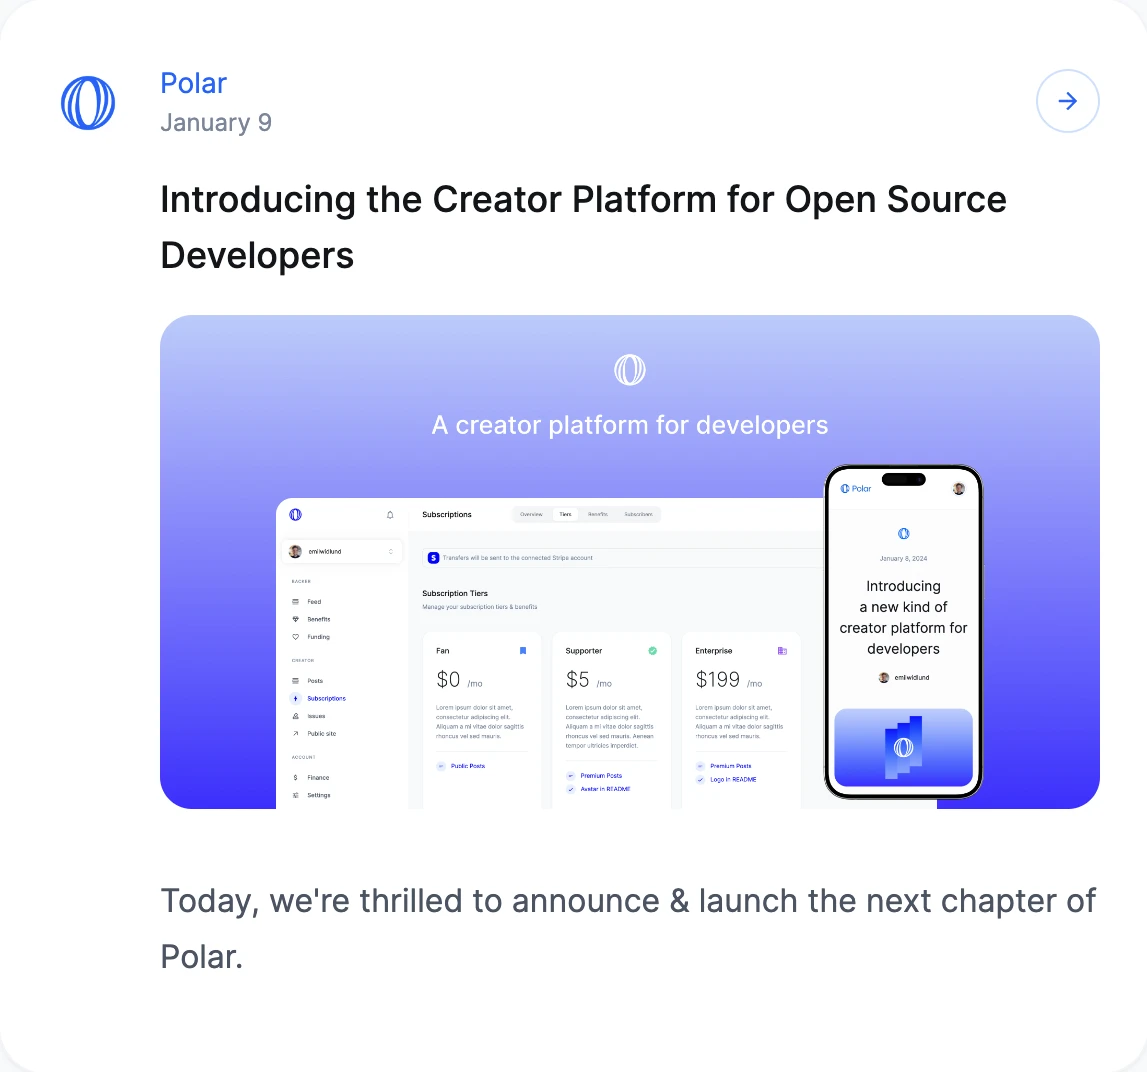 Polar
January 9
Introducing the Creator Platform for Open Source
Developers
A creator platform for developers
Subscriptions
Overview
Tiers
Benefits
Subscribers
emilwidlund
S
Transfers will be sent to the connected Stripe account
BACKER
Feed
Benefits
Funding
CREATOR
Posts
Subscriptions
Issues
Public site
ACCOUNT
Finance
Settings
Subscription Tiers
Manage your subscription tiers & benefits
Fan
$0 /mo
Lorem ipsum dolor sit amet,
consectetur adipiscing elit.
Aliquam a mi vitae dolor sagittis
rhoncus vel sed mauris.
Public Posts
Supporter
$5 /mo
Lorem ipsum dolor sit amet,
consectetur adipiscing elit.
Aliquam a mi vitae dolor sagittis
rhoncus vel sed mauris. Aenean
tempor ultricies imperdiet.
Premium Posts
Avatar in README
Enterprise
$199 /mo
Lorem ipsum dolor sit amet,
consectetur adipiscing elit.
Aliquam a mi vitae dolor sagittis
rhoncus vel sed mauris.
Premium Posts
Logo in README
Polar
January 8, 2024
Introducing
a new kind of
creator platform for
developers
emilwidlund
Today, we're thrilled to announce & launch the next chapter of
Polar.